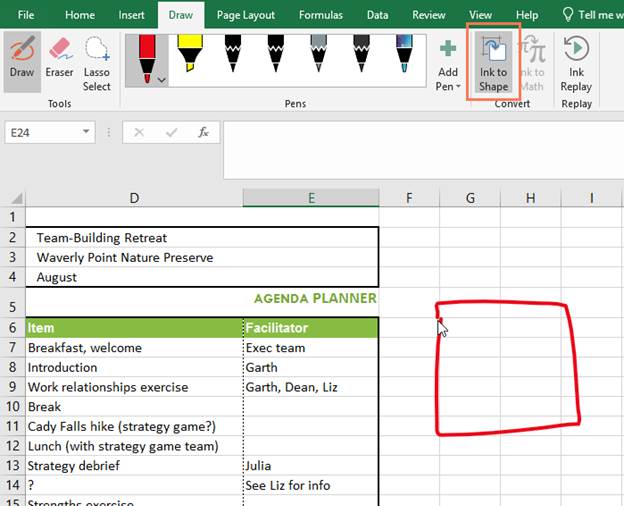 File Home Insert Draw Page Layout Formulas Data Review View Help Tell me w
Draw Eraser Lasso Select Add Pen Ink to Shape Ink to Math Ink Replay
Tools Pens Convert Replay
E24 fx
D E F G H I
1
2 Team-Building Retreat
3 Waverly Point Nature Preserve
4 August
5 AGENDA PLANNER
6 Item Facilitator
7 Breakfast, welcome Exec team
8 Introduction Garth
9 Work relationships exercise Garth, Dean, Liz
10 Break
11 Cady Falls hike (strategy game?)
12 Lunch (with strategy game team)
13 Strategy debrief Julia
14 ? See Liz for info
15 Strengths exercise